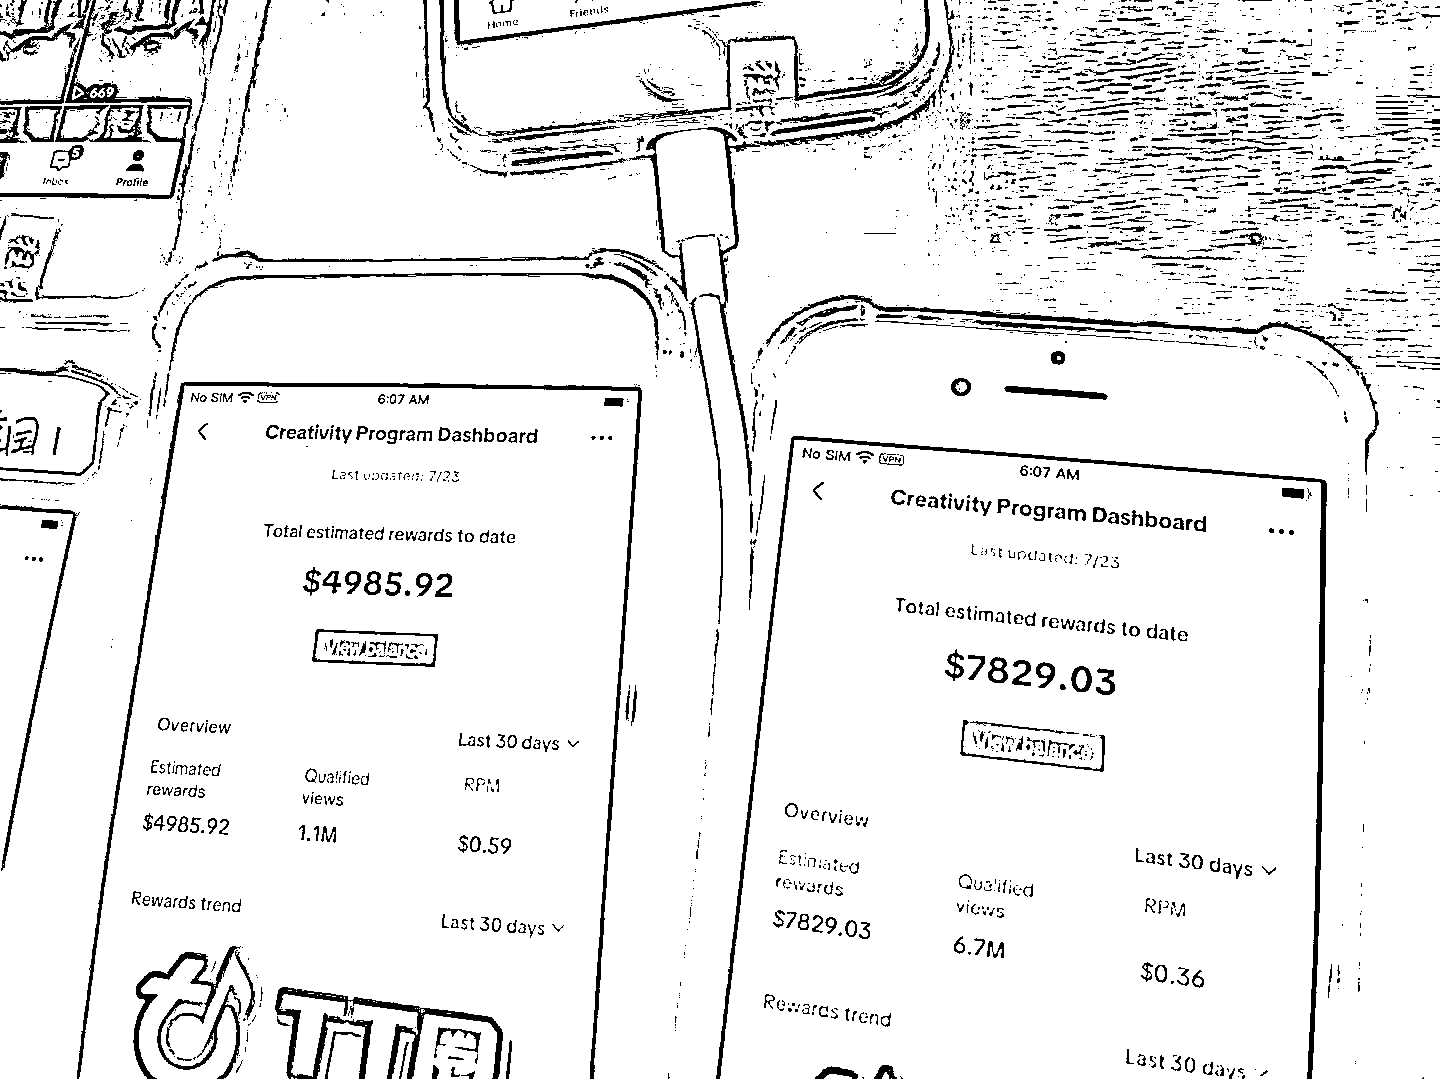 Home
Friends
669
5
Inbox
Profile
No SIM VPN
6:07 AM
Creativity Program Dashboard
Last updated: 7/23
Total estimated rewards to date
$4985.92
View balance
Overview
Last 30 days
Estimated rewards
Qualified views
RPM
$4985.92
1.1M
$0.59
Rewards trend
Last 30 days
No SIM VPN
6:07 AM
Creativity Program Dashboard
Last updated: 7/23
Total estimated rewards to date
$7829.03
View balance
Overview
Last 30 days
Estimated rewards
Qualified views
RPM
$7829.03
6.7M
$0.36
Rewards trend
Last 30 days